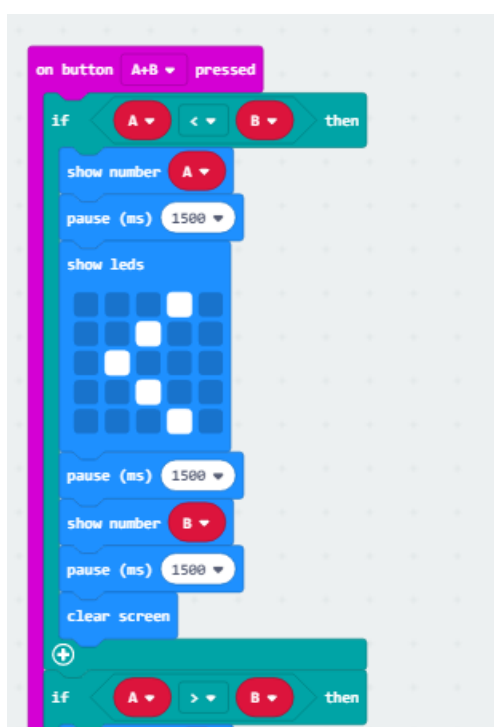 on button A+B pressed
if A < B then
show number A
pause (ms) 1500
show leds
pause (ms) 1500
show number B
pause (ms) 1500
clear screen
if A > B then